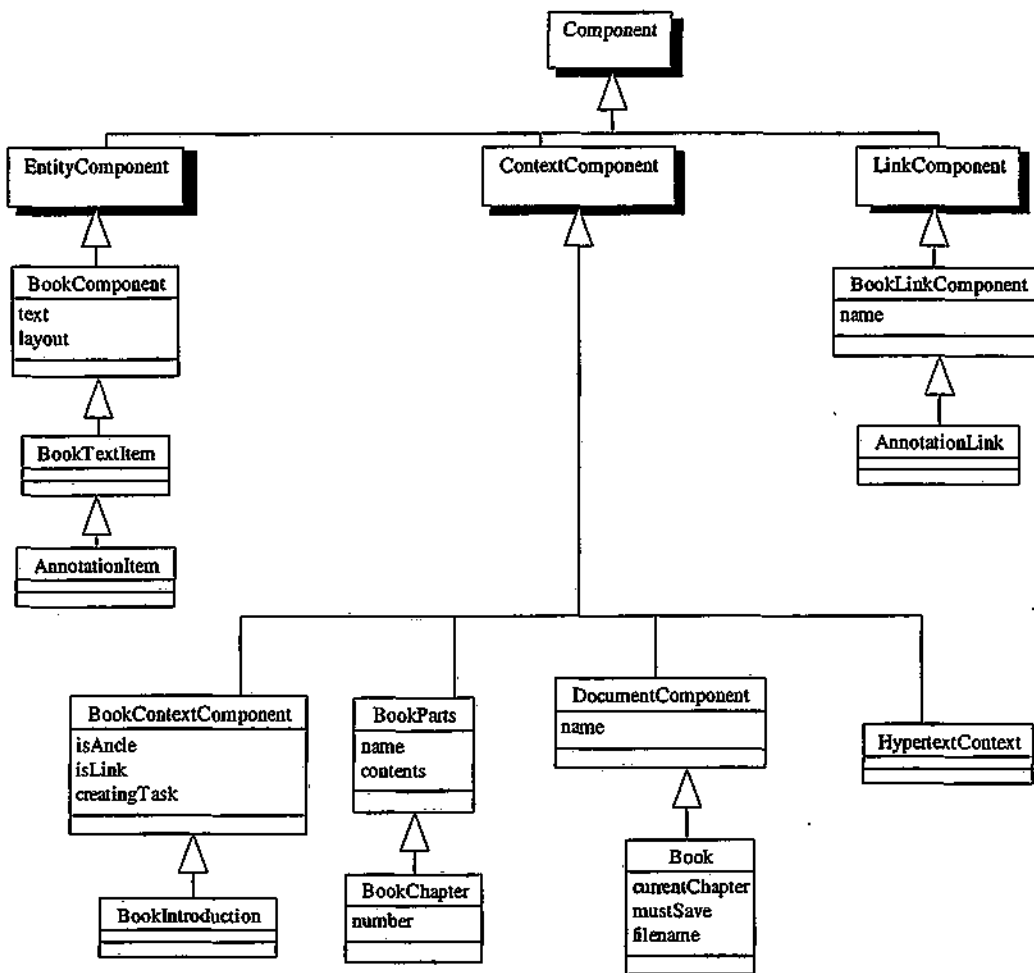 Component
EntityComponent
ContextComponent
LinkComponent
BookComponent
text
layout
BookLinkComponent
name
BookTextItem
AnnotationLink
AnnotationItem
BookContextComponent
isAncle
isLink
creatingTask
BookParts
name
contents
DocumentComponent
name
HypertextContext
BookIntroduction
BookChapter
number
Book
currentChapter
mustSave
filename